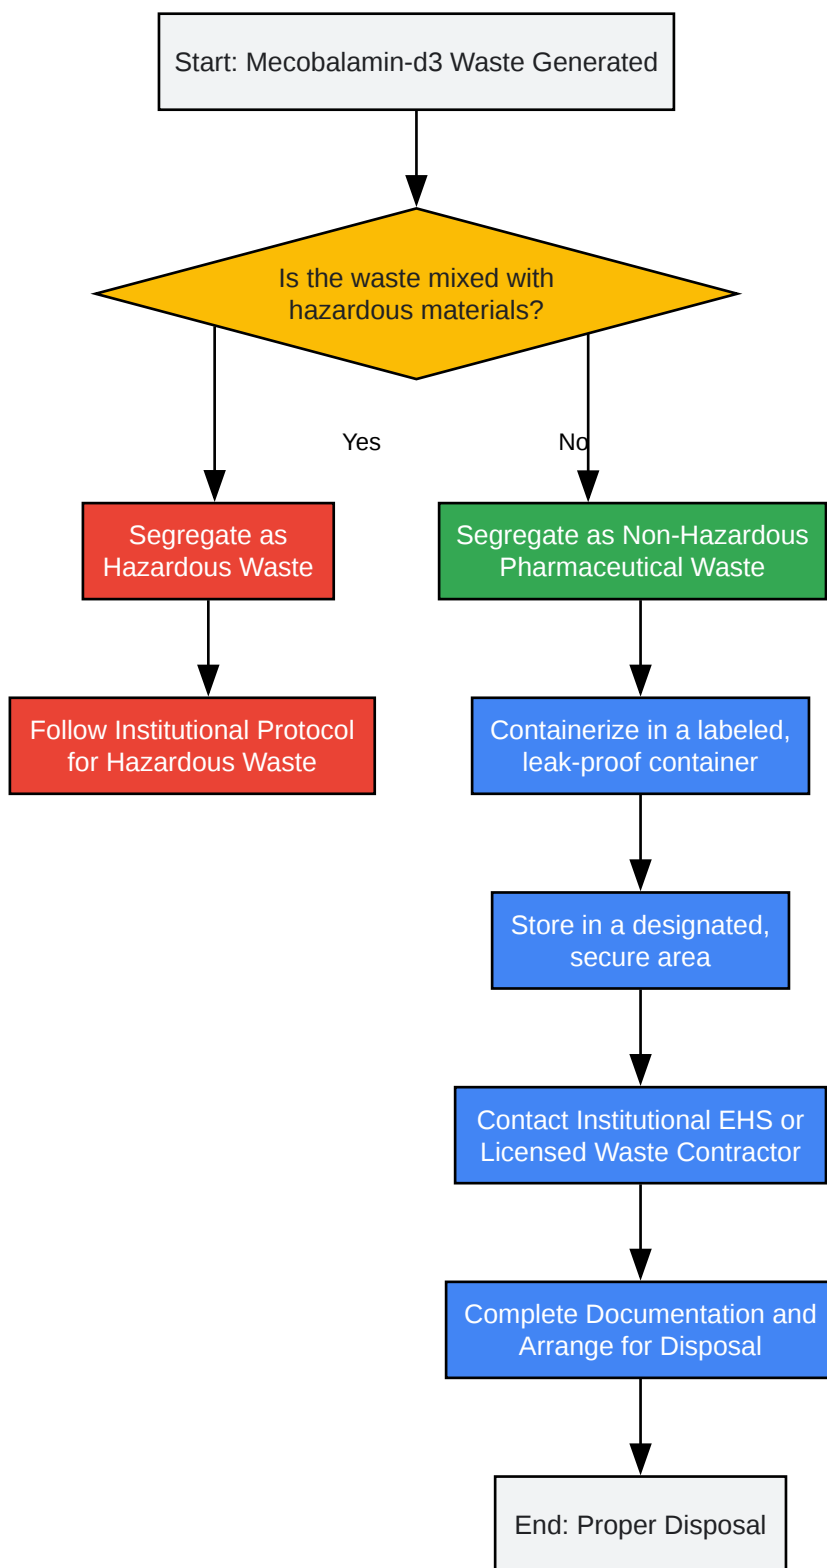 Start: Mecobalamin-d3 Waste Generated
Is the waste mixed with
hazardous materials?
Yes
No
Segregate as
Hazardous Waste
Segregate as Non-Hazardous
Pharmaceutical Waste
Follow Institutional Protocol
for Hazardous Waste
Containerize in a labeled,
leak-proof container
Store in a designated,
secure area
Contact Institutional EHS or
Licensed Waste Contractor
Complete Documentation and
Arrange for Disposal
End: Proper Disposal